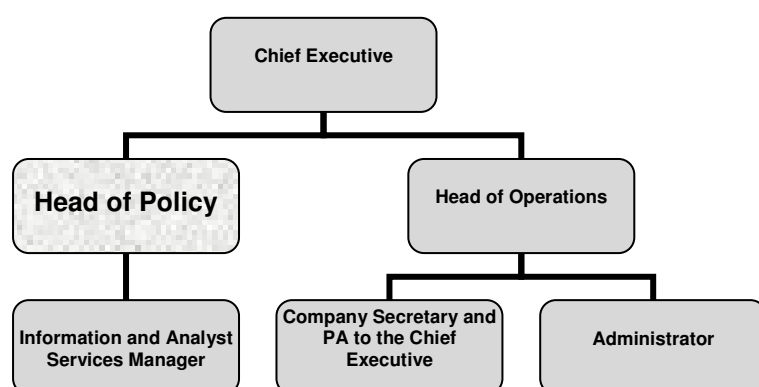 Chief Executive
Head of Policy
Head of Operations
Information and Analyst
Services Manager
Company Secretary and
PA to the Chief
Executive
Administrator